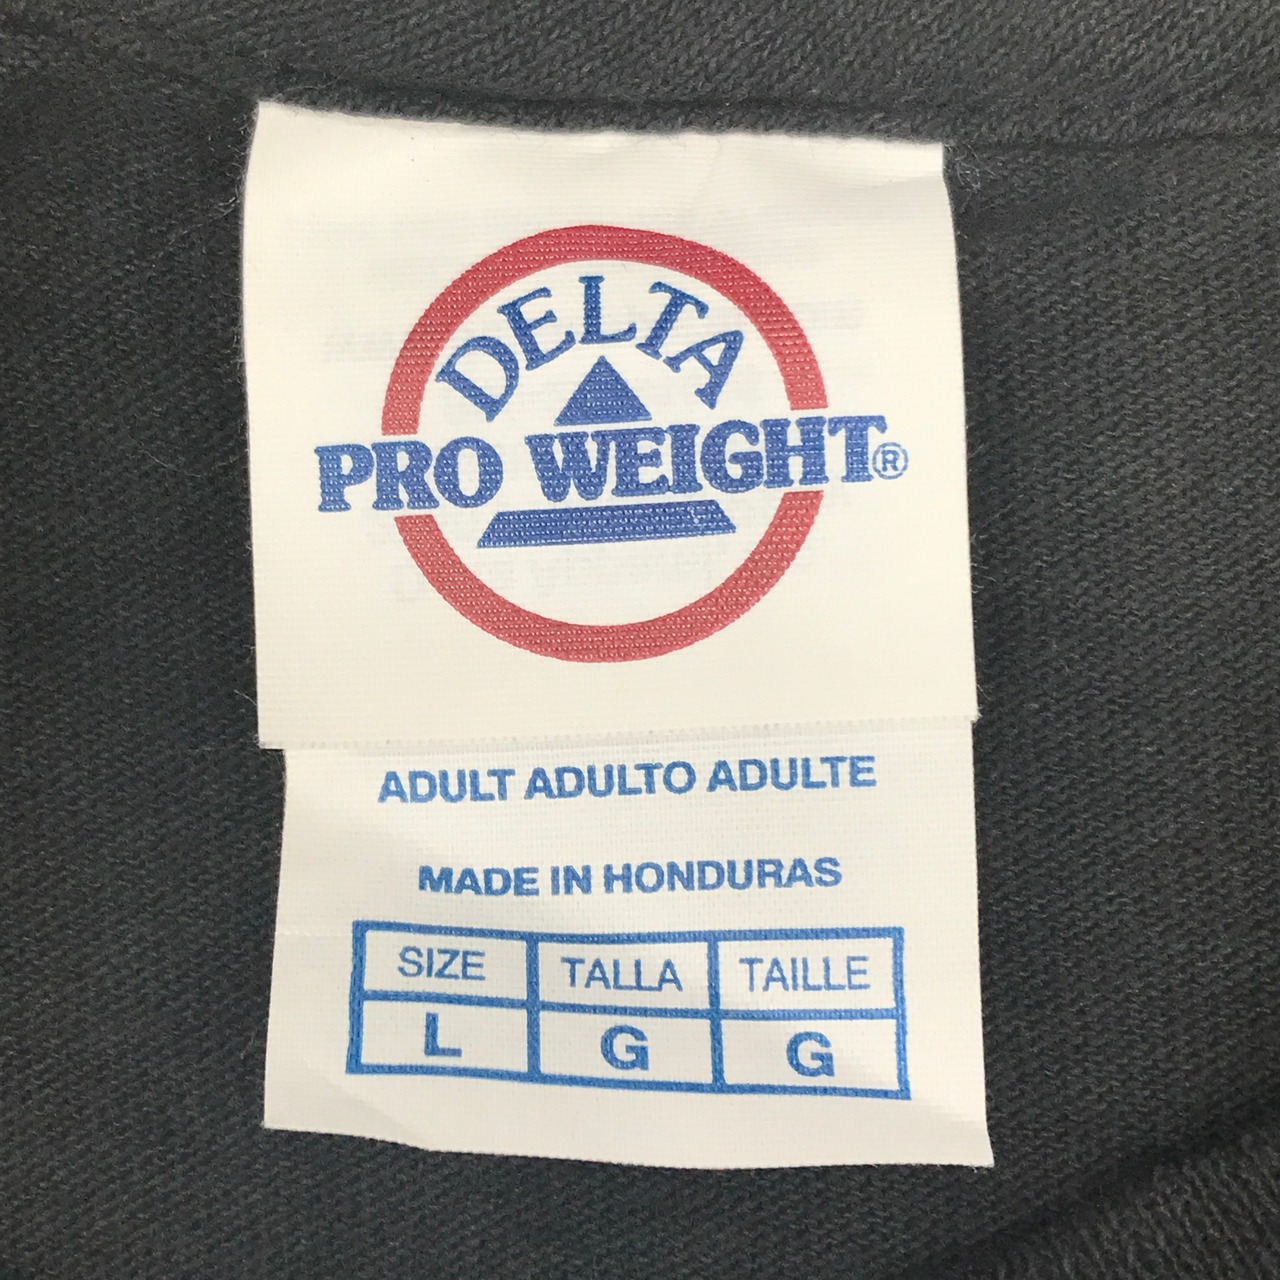 DELTA
PRO WEIGHT®
ADULT ADULTO ADULTE
MADE IN HONDURAS
SIZE TALLA TAILLE
L G G